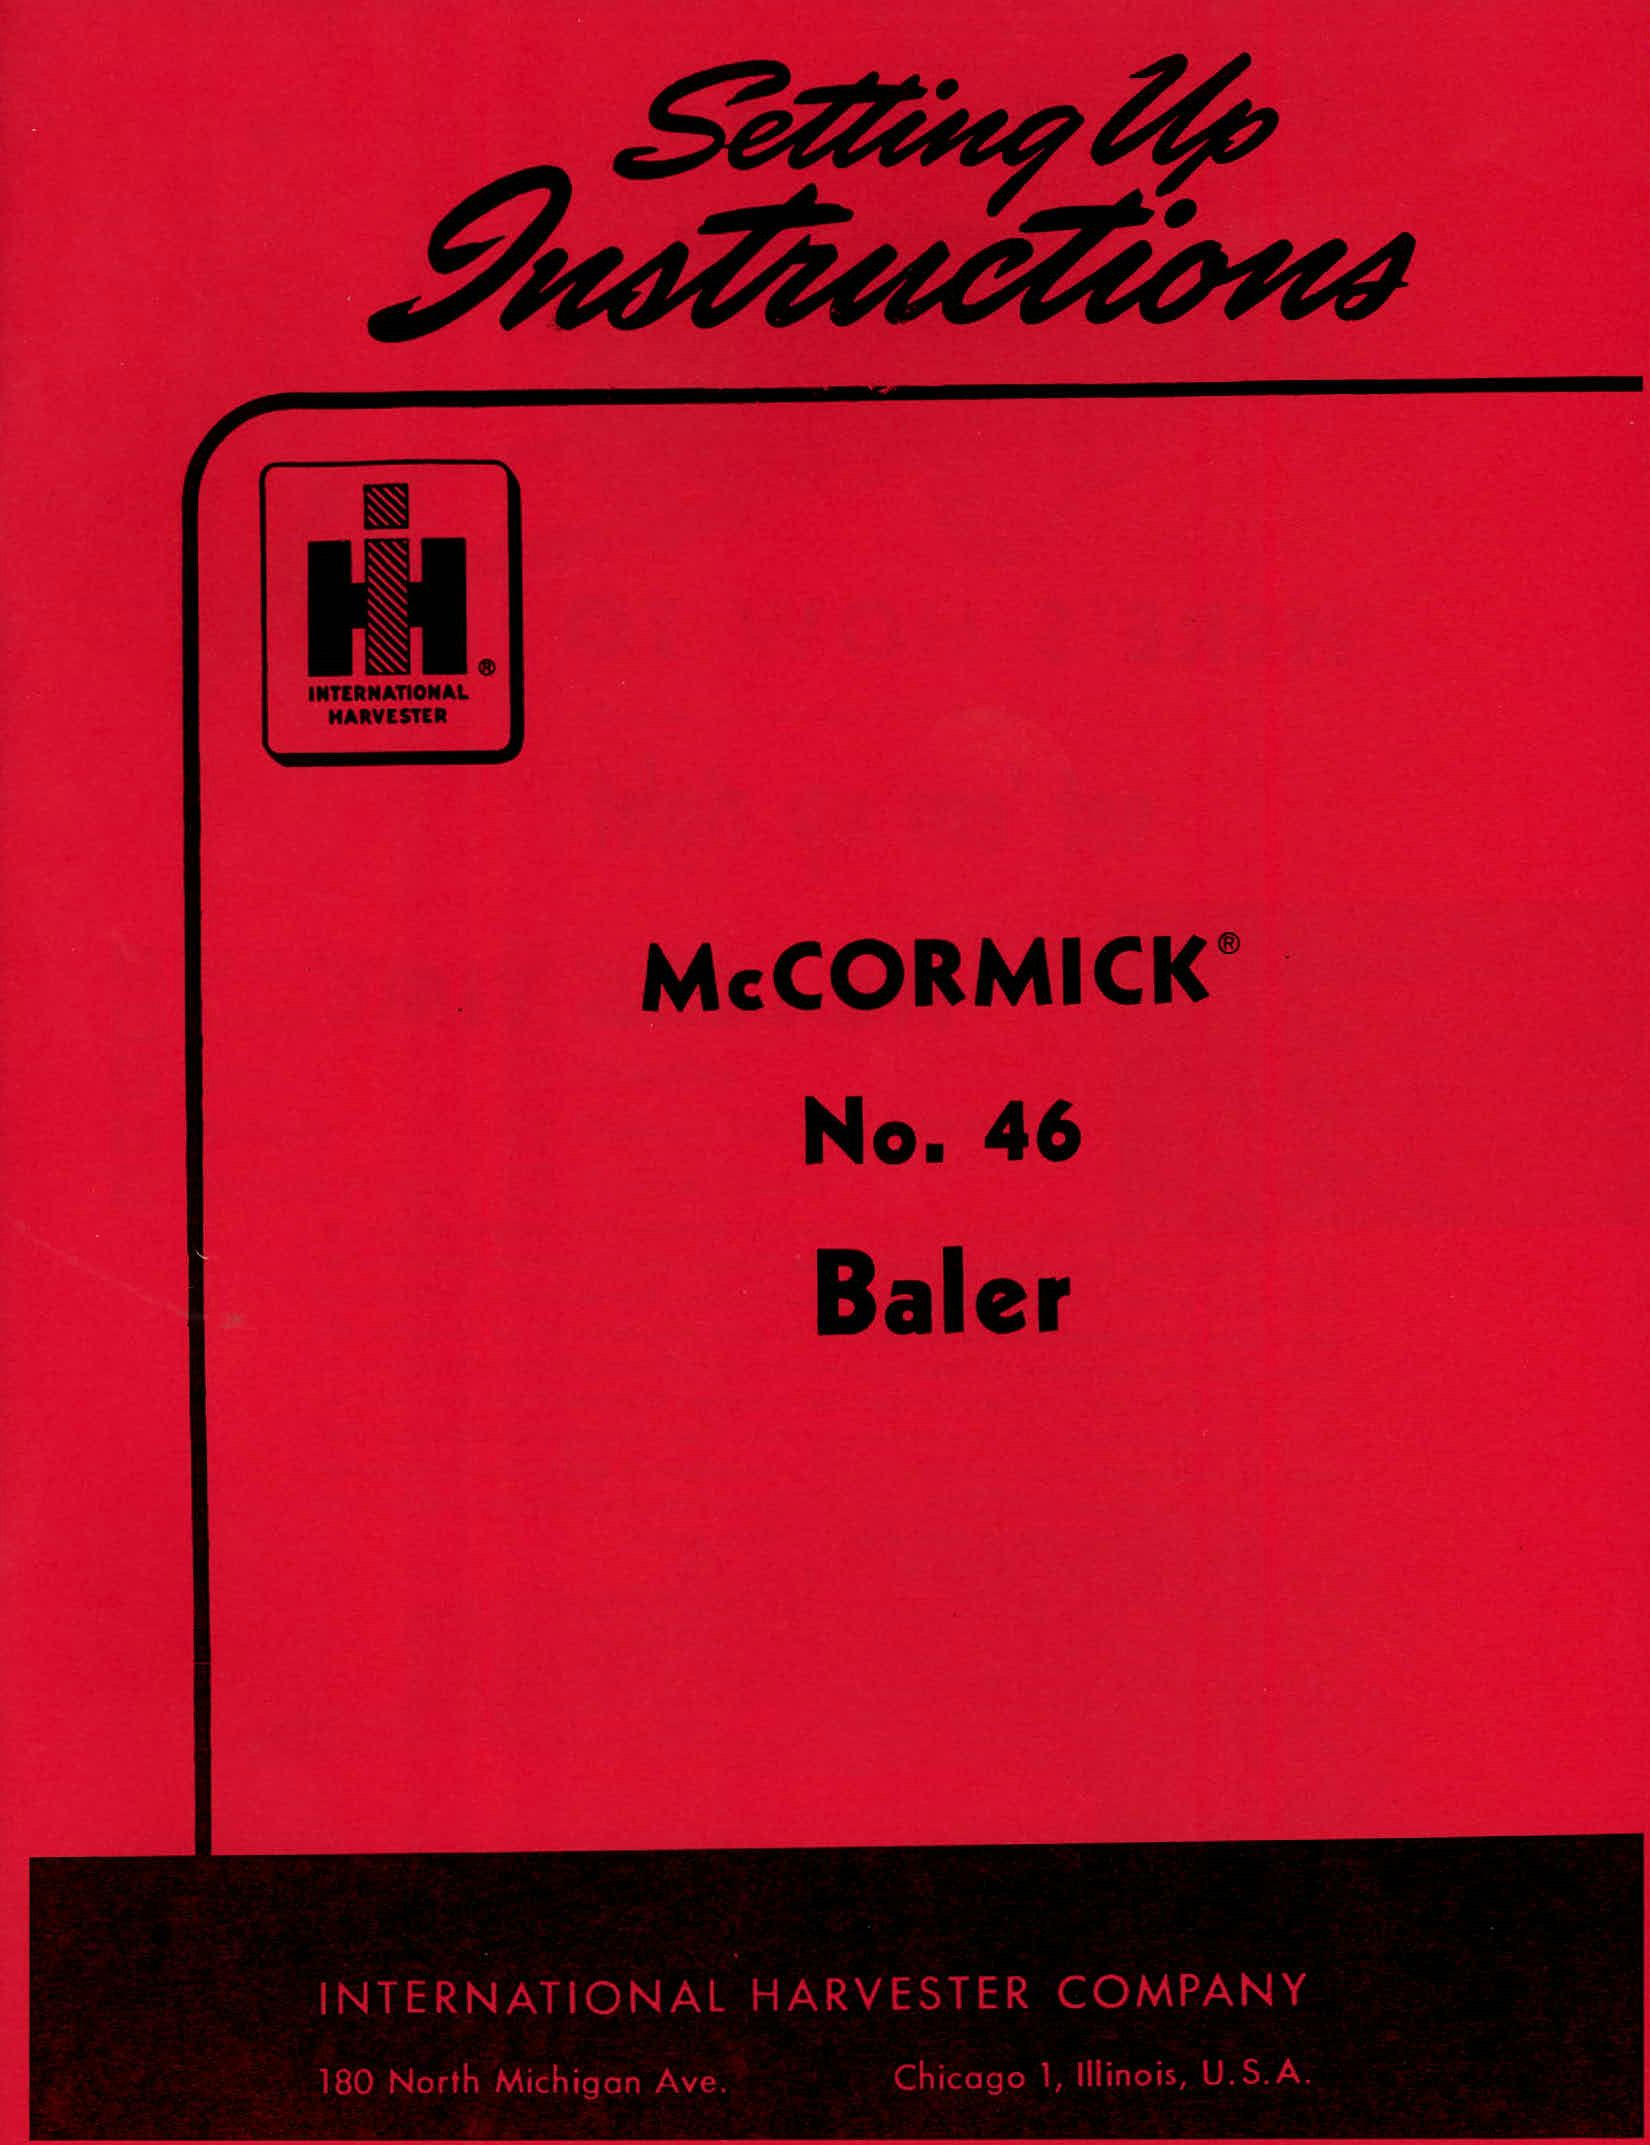 Setting Up
Instructions
IH ®
INTERNATIONAL
HARVESTER
McCORMICK®
No. 46
Baler
INTERNATIONAL HARVESTER COMPANY
180 North Michigan Ave. Chicago 1, Illinois, U.S.A.